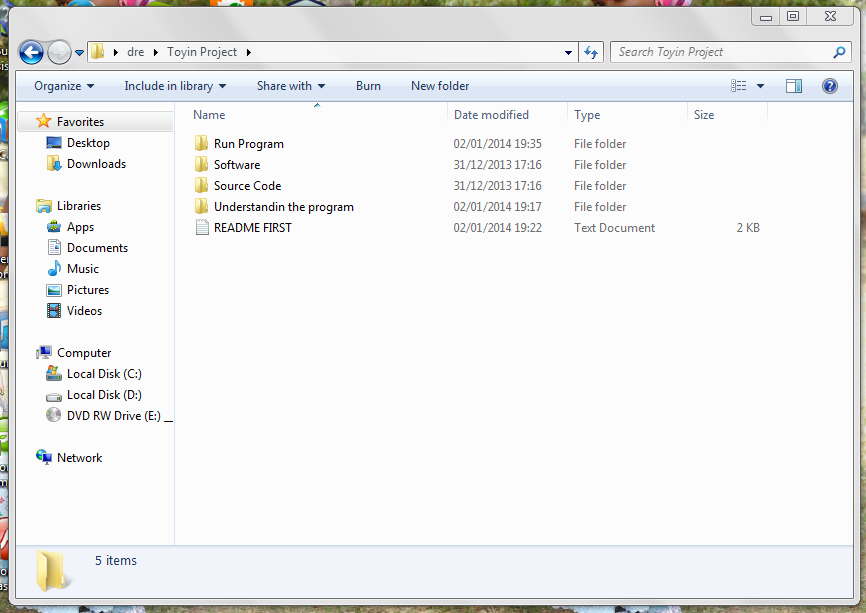 dre Toyin Project
Search Toyin Project
Organize Include in library Share with Burn New folder
Name Date modified Type Size
Run Program 02/01/2014 19:35 File folder
Software 31/12/2013 17:16 File folder
Source Code 31/12/2013 17:16 File folder
Understandin the program 02/01/2014 19:17 File folder
README FIRST 02/01/2014 19:22 Text Document 2 KB
Favorites
Desktop
Downloads
Libraries
Apps
Documents
Music
Pictures
Videos
Computer
Local Disk (C:)
Local Disk (D:)
DVD RW Drive (E:) __
Network
5 items